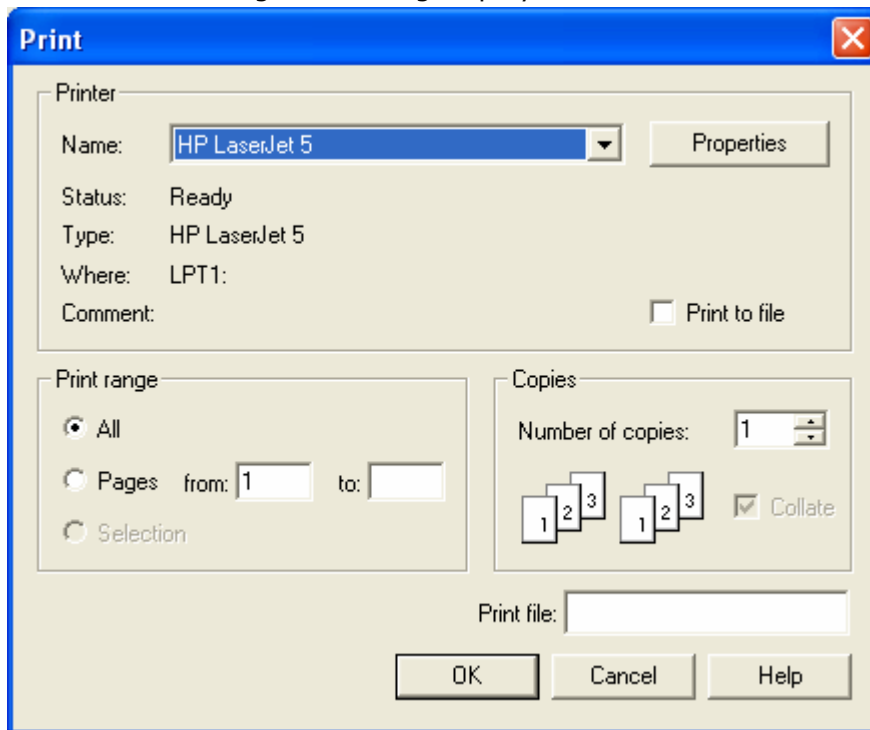 Print
Printer
Name: HP LaserJet 5 Properties
Status: Ready
Type: HP LaserJet 5
Where: LPT1:
Comment: Print to file
Print range
All
Pages from: 1 to:
Selection
Copies
Number of copies: 1
1 2 3 1 2 3 Collate
Print file:
OK Cancel Help